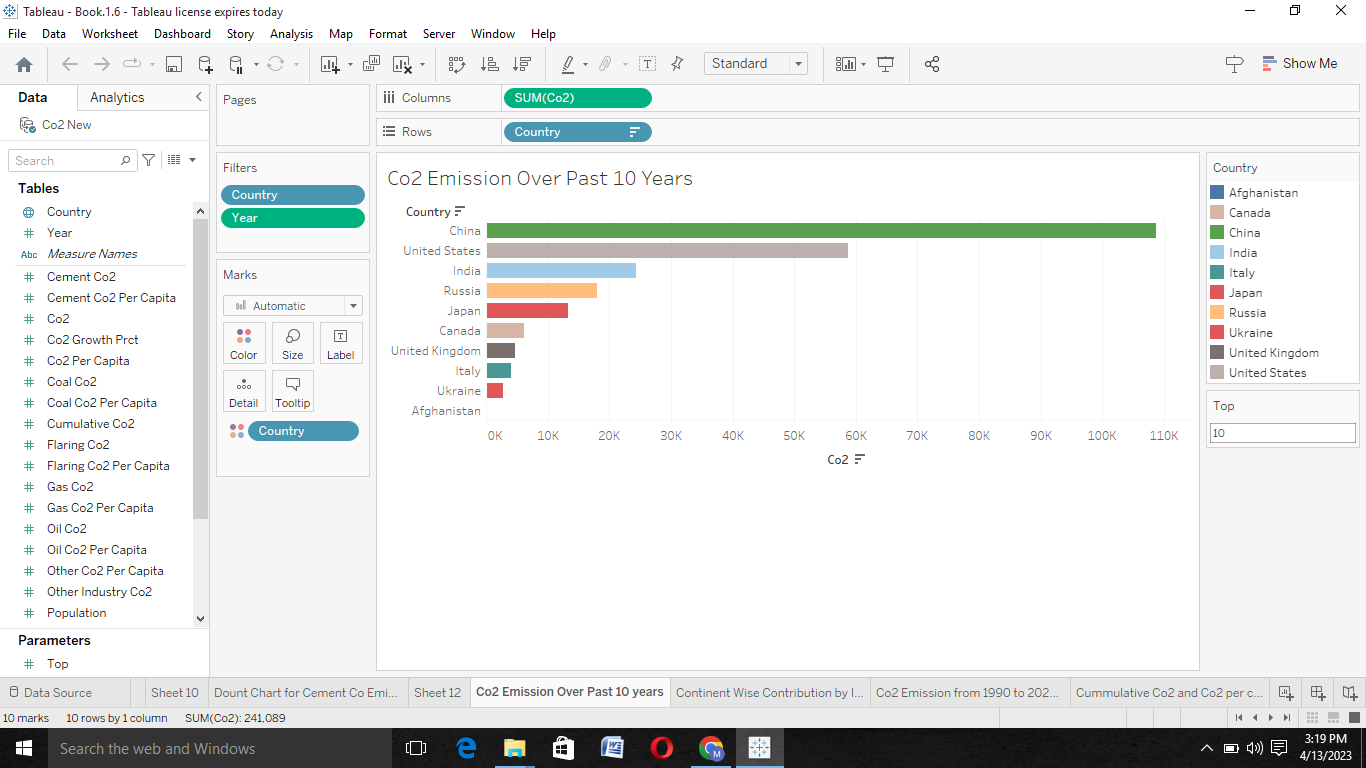 Tableau - Book.1.6 - Tableau license expires today
File Data Worksheet Dashboard Story Analysis Map Format Server Window Help
Standard
Show Me
Data Analytics
Co2 New
Search
Tables
Country
Year
Abc Measure Names
Cement Co2
Cement Co2 Per Capita
Co2
Co2 Growth Prct
Co2 Per Capita
Coal Co2
Coal Co2 Per Capita
Cumulative Co2
Flaring Co2
Flaring Co2 Per Capita
Gas Co2
Gas Co2 Per Capita
Oil Co2
Oil Co2 Per Capita
Other Co2 Per Capita
Other Industry Co2
Population
Parameters
Top
Pages
Filters
Country
Year
Marks
Automatic
Color Size Label
Detail Tooltip
Country
Columns SUM(Co2)
Rows Country
Co2 Emission Over Past 10 Years
Country
China
United States
India
Russia
Japan
Canada
United Kingdom
Italy
Ukraine
Afghanistan
0K 10K 20K 30K 40K 50K 60K 70K 80K 90K 100K 110K
Co2
Country
Afghanistan
Canada
China
India
Italy
Japan
Russia
Ukraine
United Kingdom
United States
Top
10
Data Source Sheet 10 Dount Chart for Cement Co Emi... Sheet 12 Co2 Emission Over Past 10 years Continent Wise Contribution by I... Co2 Emission from 1990 to 202... Cummulative Co2 and Co2 per c...
10 marks 10 rows by 1 column SUM(Co2): 241,089
Search the web and Windows
3:19 PM
4/13/2023